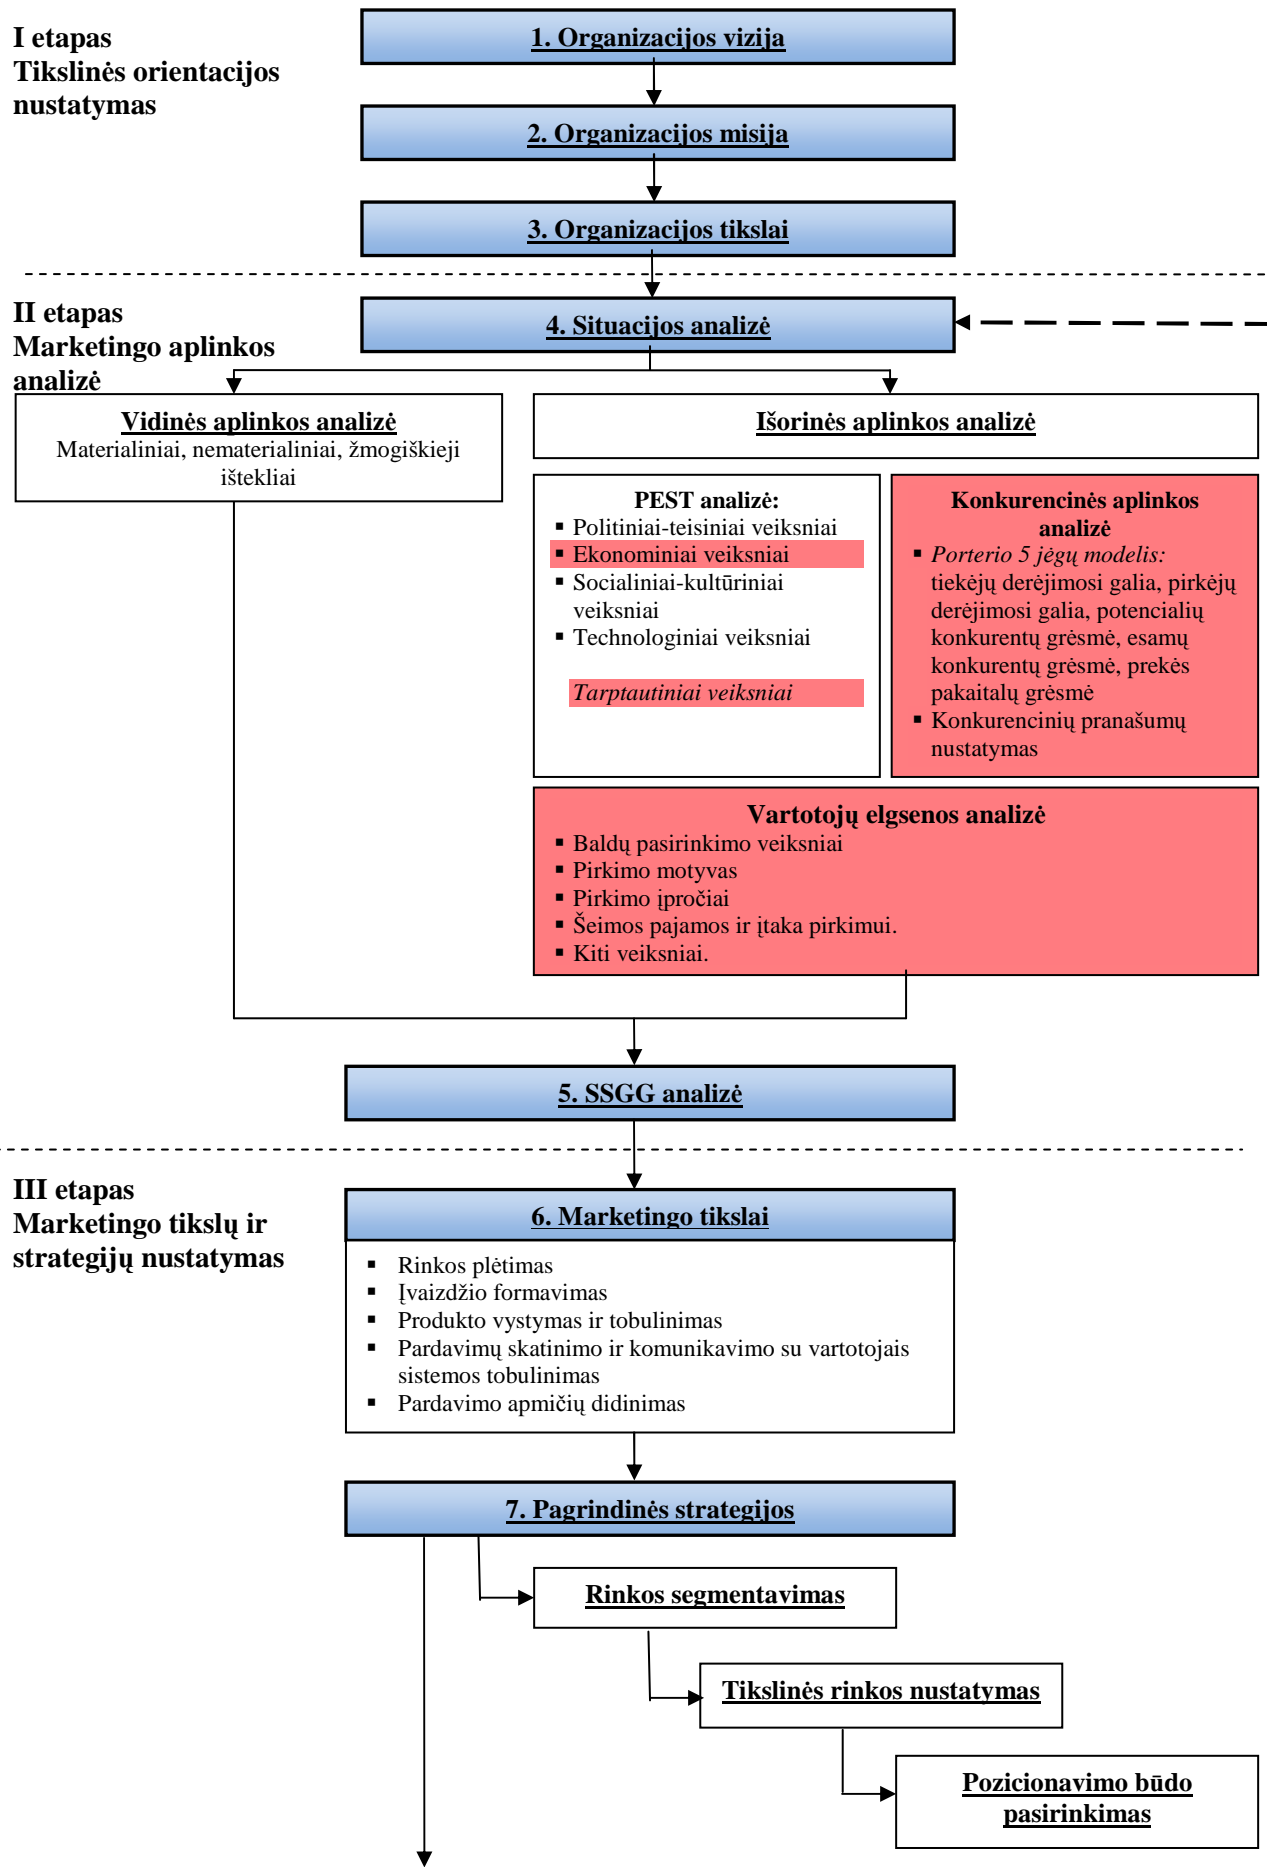 I etapas
Tikslinės orientacijos
nustatymas
1. Organizacijos vizija
2. Organizacijos misija
3. Organizacijos tikslai
II etapas
Marketingo aplinkos
analizė
4. Situacijos analizė
Vidinės aplinkos analizė
Materialiniai, nematerialiniai, žmogiškieji
ištekliai
Išorinės aplinkos analizė
PEST analizė:
▪ Politiniai-teisiniai veiksniai
▪ Ekonominiai veiksniai
▪ Socialiniai-kultūriniai
veiksniai
▪ Technologiniai veiksniai
Tarptautiniai veiksniai
Konkurencinės aplinkos
analizė
▪ Porterio 5 jėgų modelis:
tiekėjų derėjimosi galia, pirkėjų
derėjimosi galia, potencialių
konkurentų grėsmė, esamų
konkurentų grėsmė, prekės
pakaitalų grėsmė
▪ Konkurencinių pranašumų
nustatymas
Vartotojų elgsenos analizė
▪ Baldų pasirinkimo veiksniai
▪ Pirkimo motyvas
▪ Pirkimo įpročiai
▪ Šeimos pajamos ir įtaka pirkimui.
▪ Kiti veiksniai.
5. SSGG analizė
III etapas
Marketingo tikslų ir
strategijų nustatymas
6. Marketingo tikslai
▪ Rinkos plėtimas
▪ Įvaizdžio formavimas
▪ Produkto vystymas ir tobulinimas
▪ Pardavimų skatinimo ir komunikavimo su vartotojais
sistemos tobulinimas
▪ Pardavimo apmičių didinimas
7. Pagrindinės strategijos
Rinkos segmentavimas
Tikslinės rinkos nustatymas
Pozicionavimo būdo
pasirinkimas